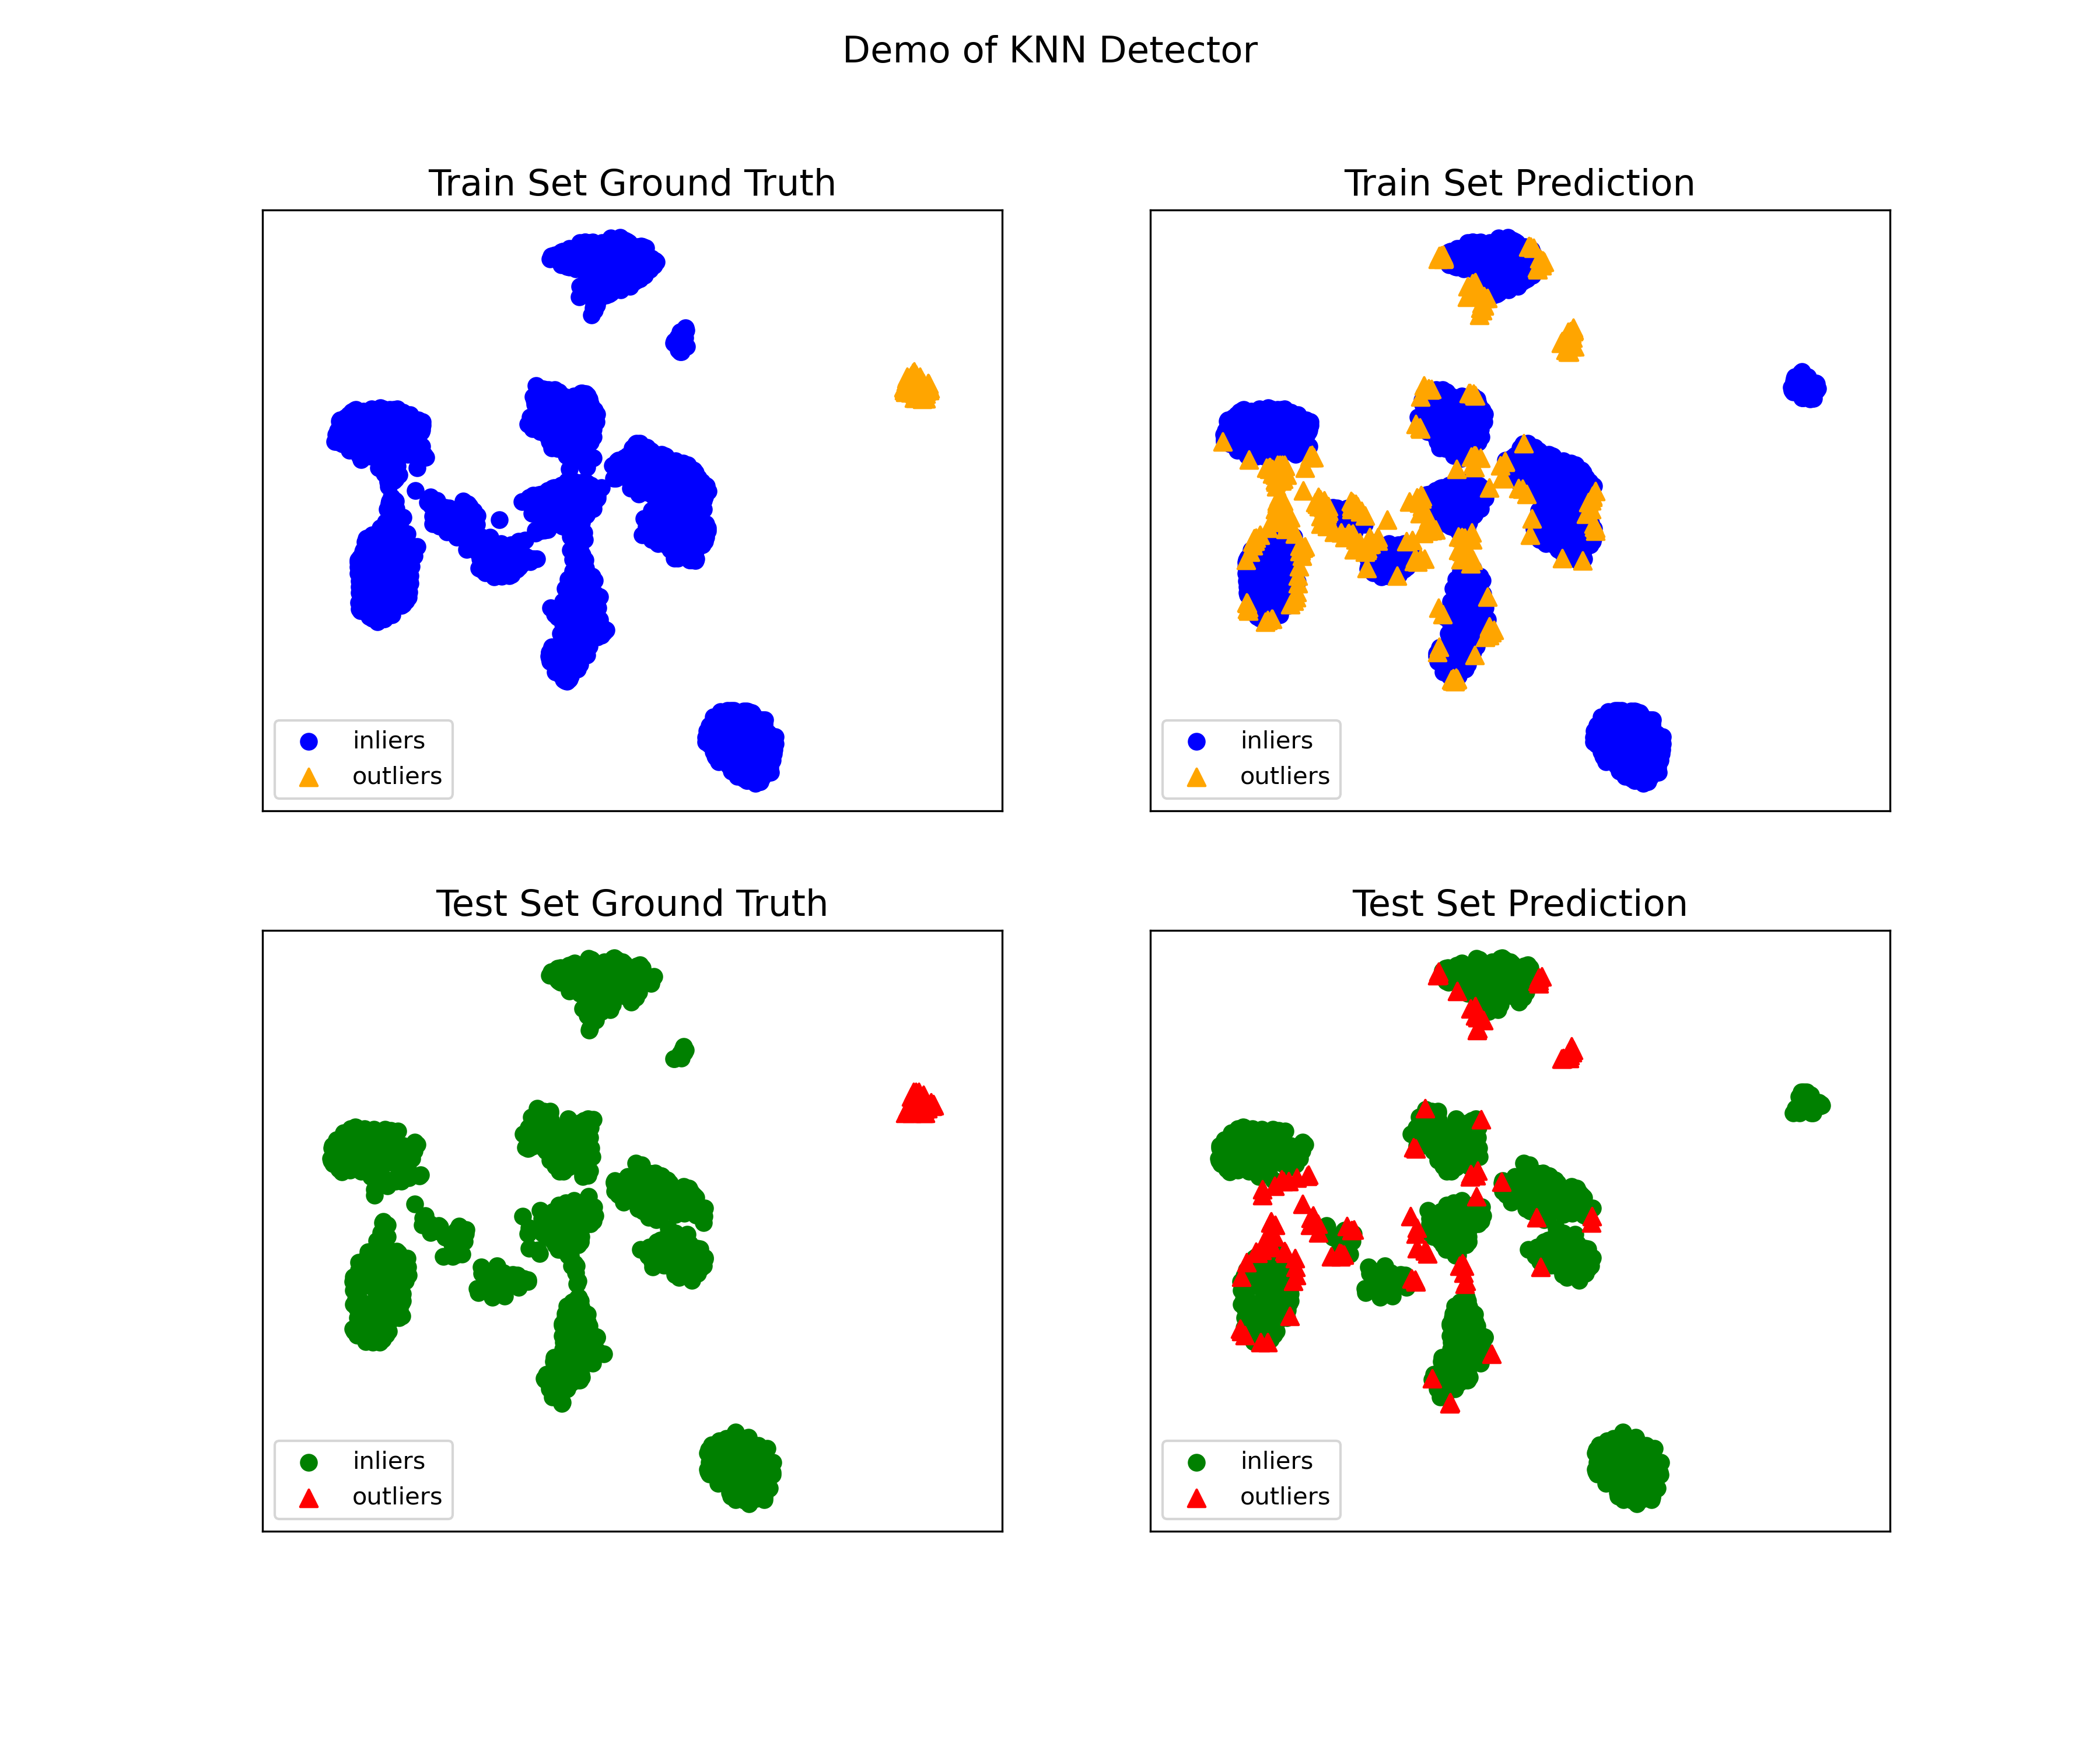 Demo of KNN Detector
Train Set Ground Truth
Train Set Prediction
inliers
outliers
inliers
outliers
Test Set Ground Truth
Test Set Prediction
inliers
outliers
inliers
outliers